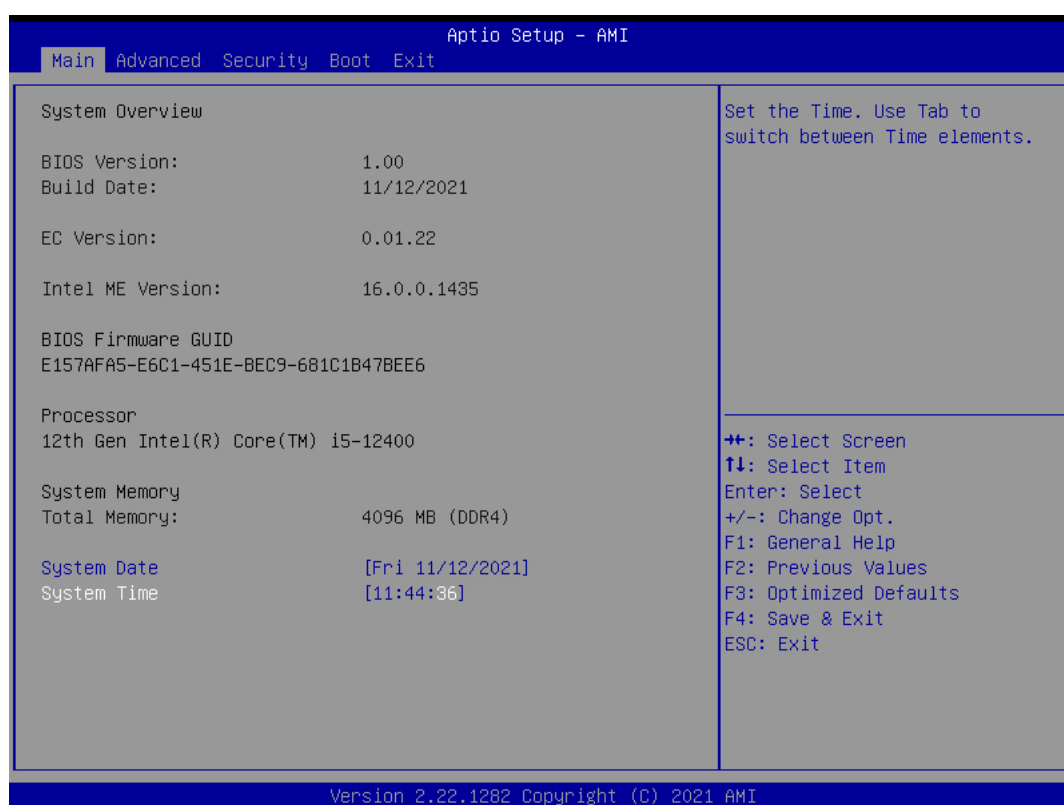 Aptio Setup – AMI
Main Advanced Security Boot Exit
System Overview
BIOS Version: 1.00
Build Date: 11/12/2021
EC Version: 0.01.22
Intel ME Version: 16.0.0.1435
BIOS Firmware GUID
E157AFA5-E6C1-451E-BEC9-681C1B47BEE6
Processor
12th Gen Intel(R) Core(TM) i5-12400
System Memory
Total Memory: 4096 MB (DDR4)
System Date [Fri 11/12/2021]
System Time [11:44:36]
Set the Time. Use Tab to
switch between Time elements.
→←: Select Screen
↑↓: Select Item
Enter: Select
+/-: Change Opt.
F1: General Help
F2: Previous Values
F3: Optimized Defaults
F4: Save & Exit
ESC: Exit
Version 2.22.1282 Copyright (C) 2021 AMI